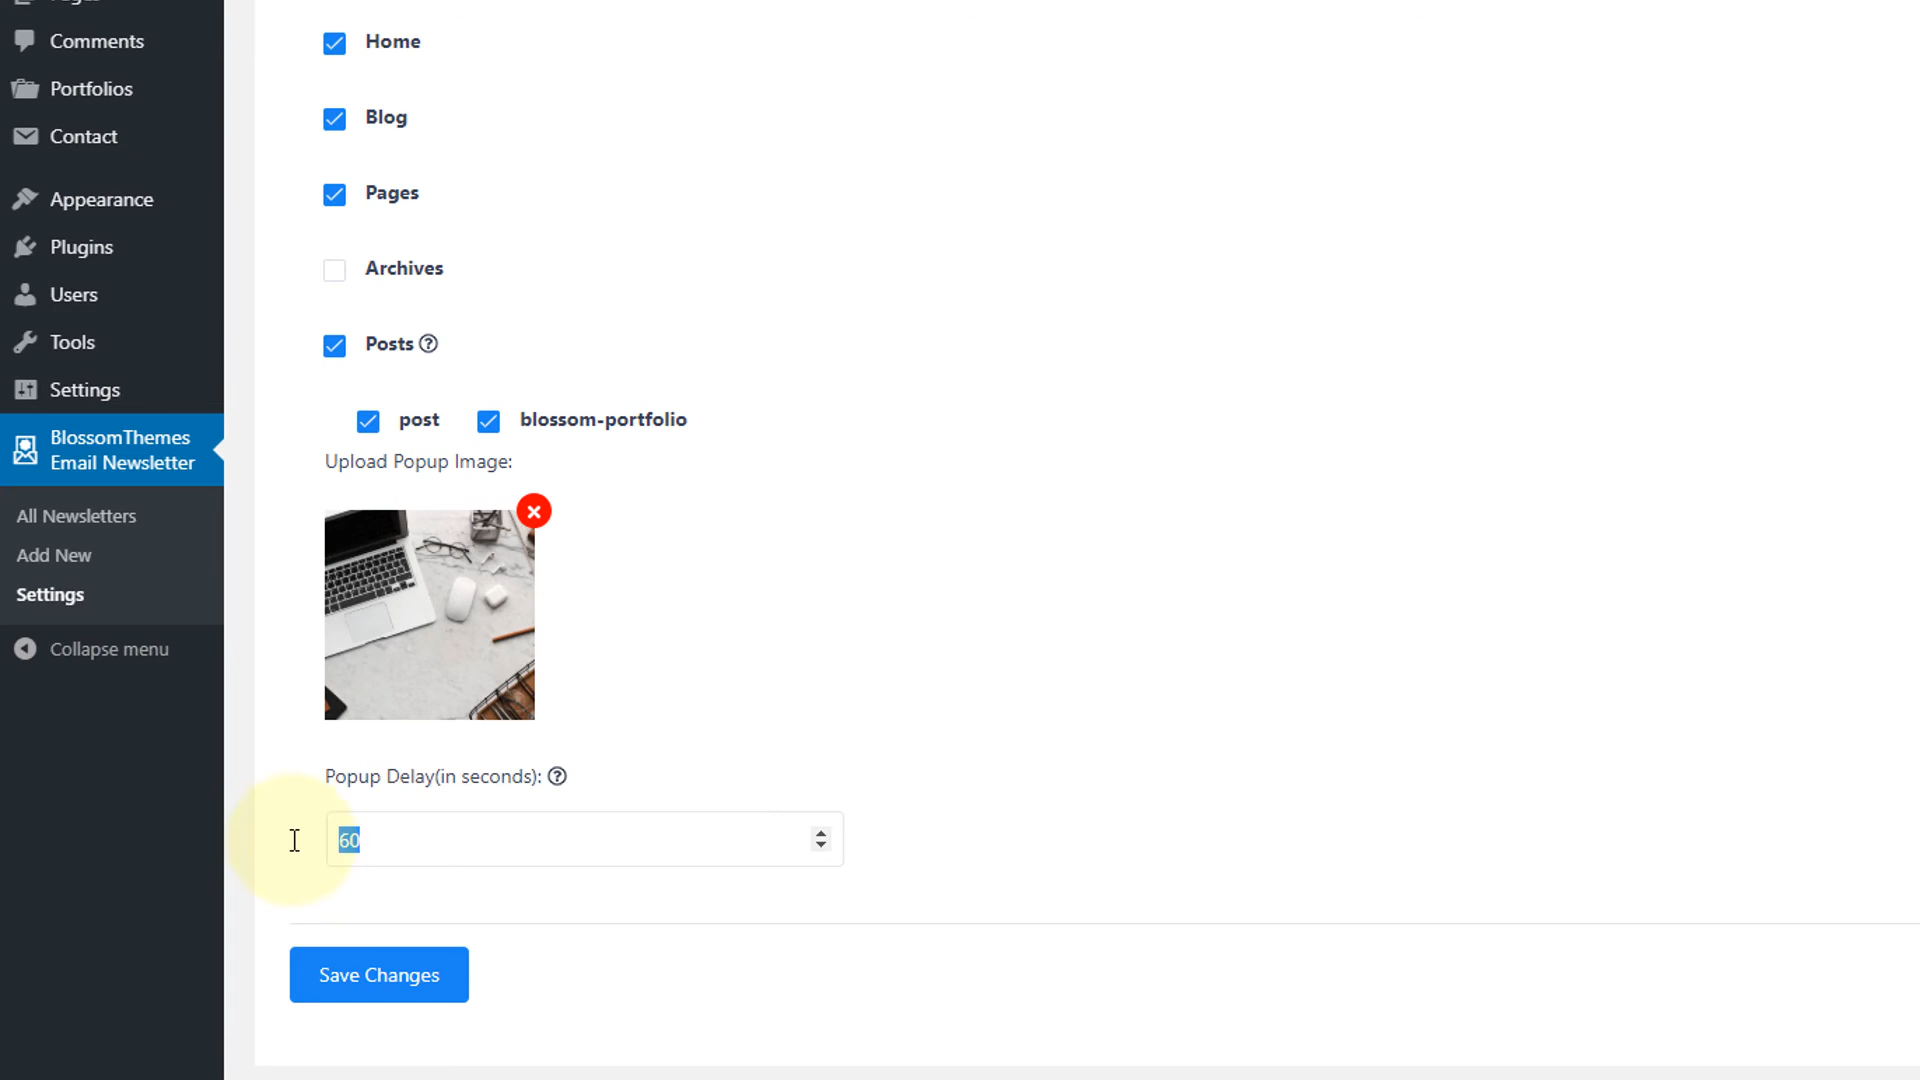 Comments
Portfolios
Contact
Appearance
Plugins
Users
Tools
Settings
BlossomThemes
Email Newsletter
All Newsletters
Add New
Settings
Collapse menu
Home
Blog
Pages
Archives
Posts
post blossom-portfolio
Upload Popup Image:
Popup Delay(in seconds):
60
Save Changes